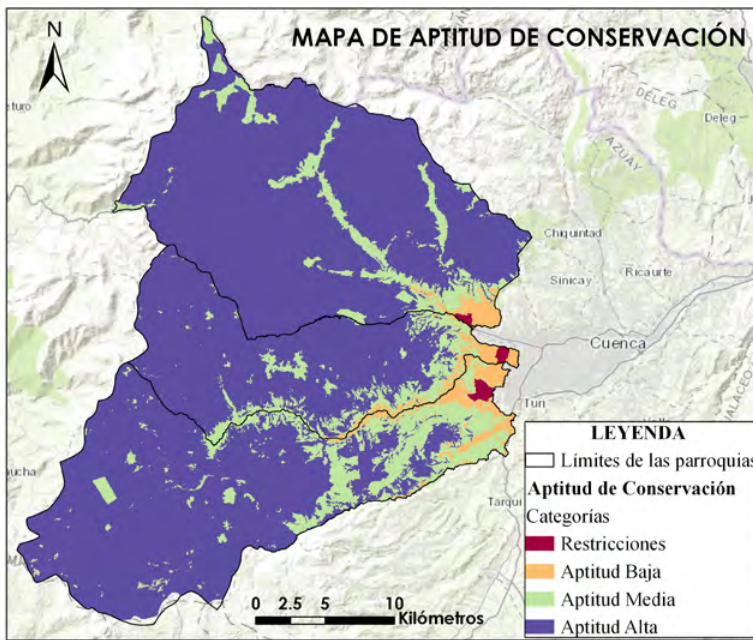 MAPA DE APTITUD DE CONSERVACIÓN
N
DELEG
Deleg
AZUAY
Chiquintad
Sinicay
Ricaurte
Cuenca
Turi
Tarqui
LEYENDA
Límites de las parroquias
Aptitud de Conservación
Categorías
Restricciones
Aptitud Baja
Aptitud Media
Aptitud Alta
0 2.5 5 10
Kilómetros